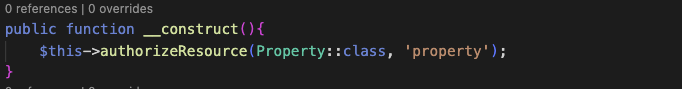 0 references | 0 overrides
public function __construct(){
$this->authorizeResource(Property::class, 'property');
}